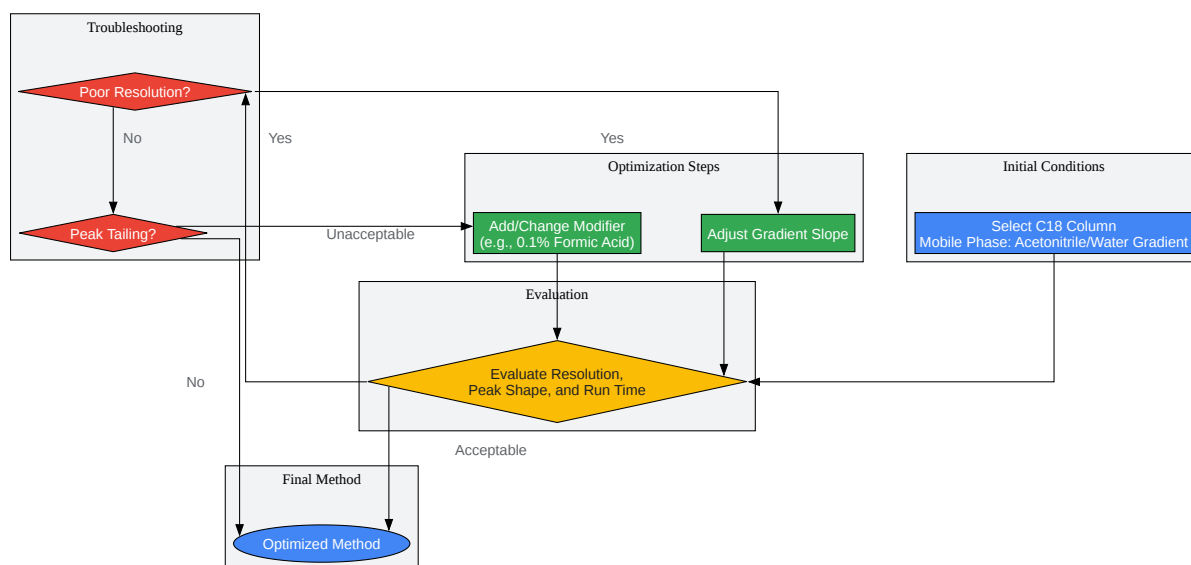 Troubleshooting
Poor Resolution?
No
Yes
Yes
Optimization Steps
Initial Conditions
Peak Tailing?
Unacceptable
Add/Change Modifier
(e.g., 0.1% Formic Acid)
Adjust Gradient Slope
Select C18 Column
Mobile Phase: Acetonitrile/Water Gradient
Evaluation
Evaluate Resolution,
Peak Shape, and Run Time
No
Acceptable
Final Method
Optimized Method